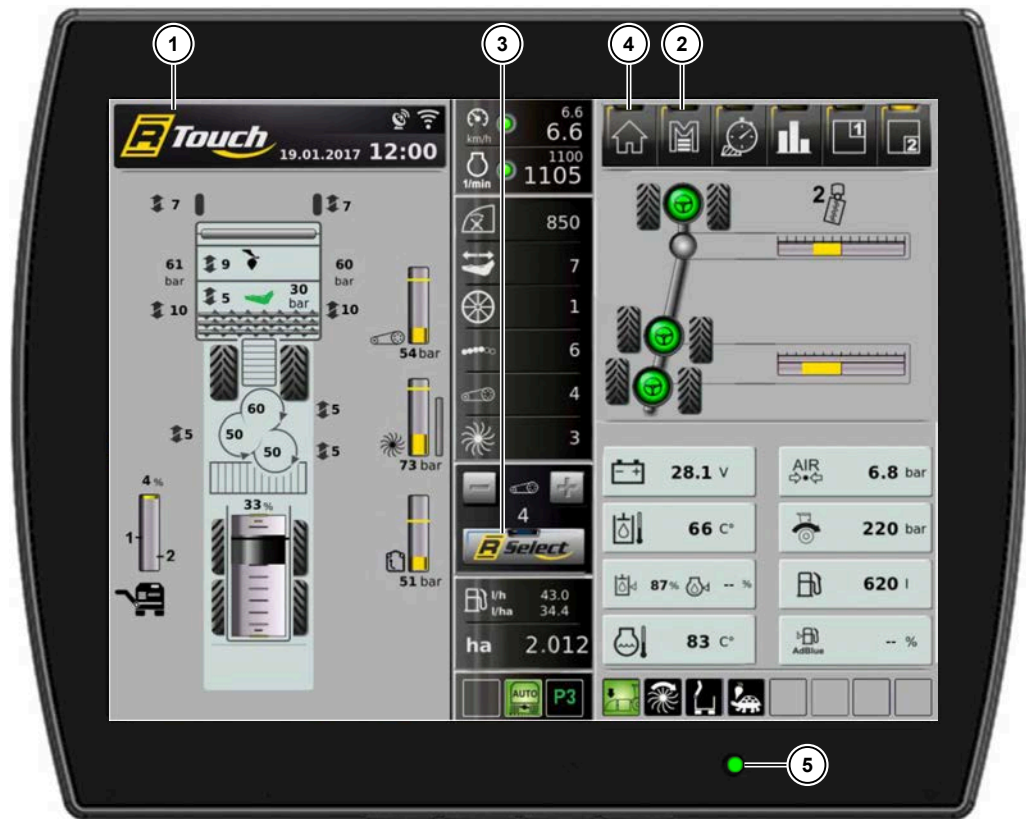 1
3
4
2
R Touch
19.01.2017 12:00
km/h
6.6
6.6
1/min
1100
1105
1
2
7
7
61
bar
9
60
bar
5
30
bar
10
10
54 bar
60
50
50
5
5
5
73 bar
4 %
33 %
1
2
51 bar
850
7
1
6
4
3
4
R Select
l/h 43.0
l/ha 34.4
ha 2.012
AUTO
P3
2
28.1 V
AIR 6.8 bar
66 C°
220 bar
87 % -- %
620 l
83 C°
AdBlue -- %
5